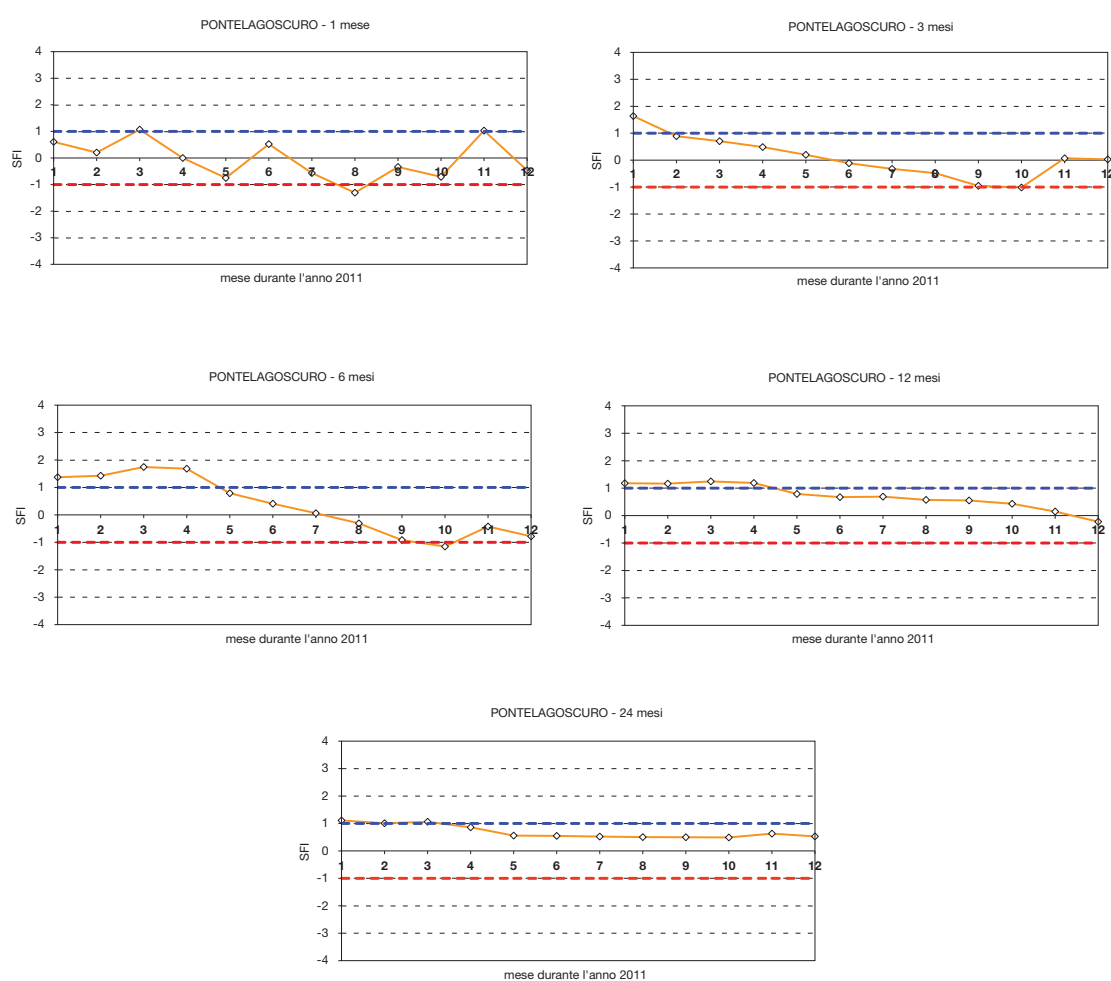 PONTELAGOSCURO - 1 mese
4
3
2
1
0
-1
-2
-3
-4
SFI
1 2 3 4 5 6 7 8 9 10 11 12
mese durante l'anno 2011
PONTELAGOSCURO - 3 mesi
4
3
2
1
0
-1
-2
-3
-4
SFI
1 2 3 4 5 6 7 8 9 10 11 12
mese durante l'anno 2011
PONTELAGOSCURO - 6 mesi
4
3
2
1
0
-1
-2
-3
-4
SFI
1 2 3 4 5 6 7 8 9 10 11 12
mese durante l'anno 2011
PONTELAGOSCURO - 12 mesi
4
3
2
1
0
-1
-2
-3
-4
SFI
1 2 3 4 5 6 7 8 9 10 11 12
mese durante l'anno 2011
PONTELAGOSCURO - 24 mesi
4
3
2
1
0
-1
-2
-3
-4
SFI
1 2 3 4 5 6 7 8 9 10 11 12
mese durante l'anno 2011